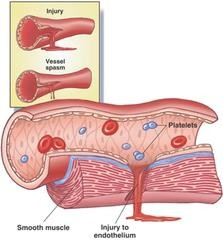 Injury
Vessel
spasm
Platelets
Smooth muscle
Injury to
endothelium